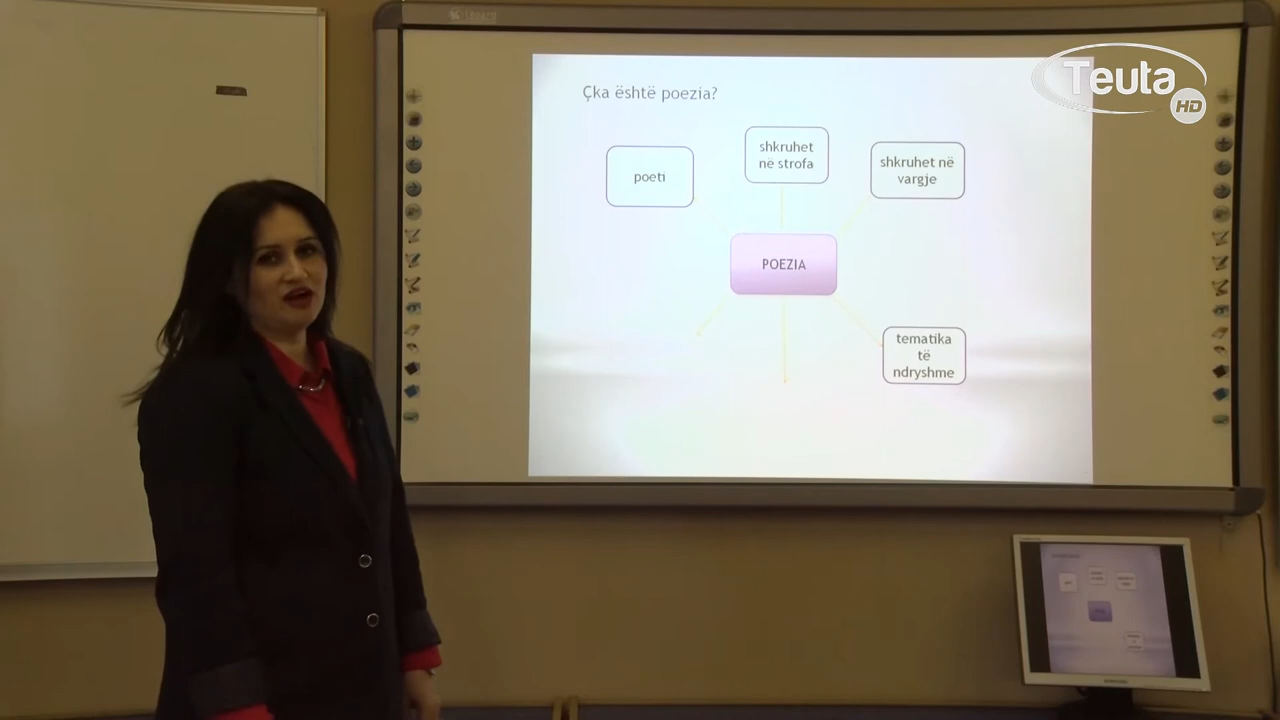 Teuta
HD
Çka është poezia?
poeti
shkruhet
në strofa
shkruhet në
vargje
POEZIA
tematika
të
ndryshme